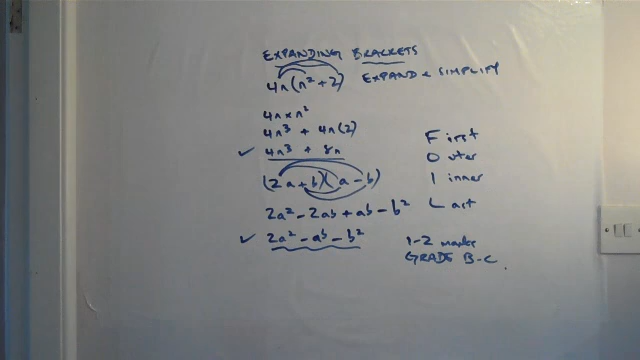 EXPANDING BRACKETS
4n(n²+2) EXPAND & SIMPLIFY
4n×n²
4n³ + 4n(2)
✓ 4n³ + 8n
(2a+b)(a-b)
2a² - 2ab + ab - b²
✓ 2a² - ab - b²
First
Outer
Inner
Last
1-2 marks
GRADE B-C.